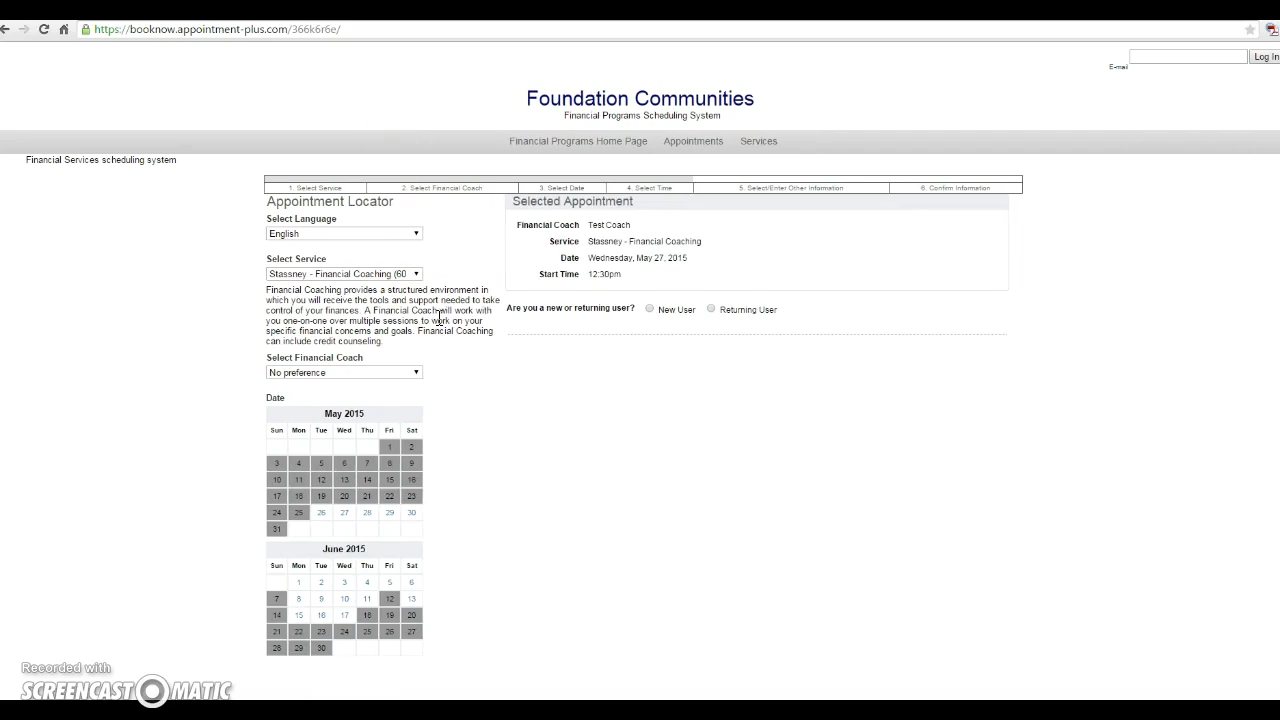 https://booknow.appointment-plus.com/366k6r6e/
E-mail
Log In
Foundation Communities
Financial Programs Scheduling System
Financial Programs Home Page Appointments Services
Financial Services scheduling system
1. Select Service 2. Select Financial Coach 3. Select Date 4. Select Time 5. Select/Enter Other Information 6. Confirm Information
Appointment Locator
Select Language
English
Select Service
Stassney - Financial Coaching (60
Financial Coaching provides a structured environment in
which you will receive the tools and support needed to take
control of your finances. A Financial Coach will work with
you one-on-one over multiple sessions to work on your
specific financial concerns and goals. Financial Coaching
can include credit counseling.
Select Financial Coach
No preference
Date
May 2015
Sun Mon Tue Wed Thu Fri Sat
1 2
3 4 5 6 7 8 9
10 11 12 13 14 15 16
17 18 19 20 21 22 23
24 25 26 27 28 29 30
31
June 2015
Sun Mon Tue Wed Thu Fri Sat
1 2 3 4 5 6
7 8 9 10 11 12 13
14 15 16 17 18 19 20
21 22 23 24 25 26 27
28 29 30
Selected Appointment
Financial Coach Test Coach
Service Stassney - Financial Coaching
Date Wednesday, May 27, 2015
Start Time 12:30pm
Are you a new or returning user? New User Returning User
Recorded with
SCREENCAST MATIC